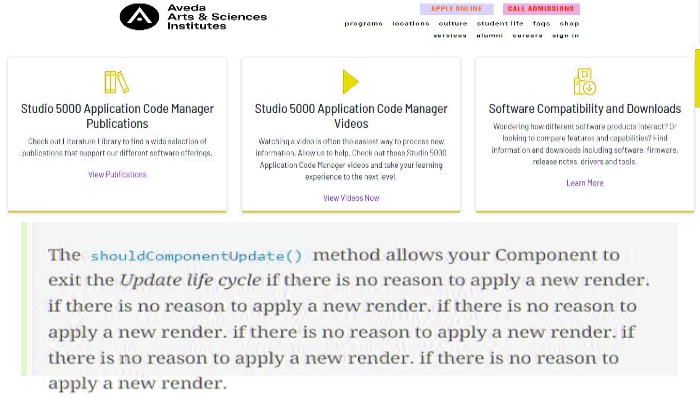 Aveda
Arts & Sciences
Institutes
APPLY ONLINE
CALL ADMISSIONS
programs locations culture student life faqs shop
services alumni careers sign in
Studio 5000 Application Code Manager
Publications
Check out Literature Library to find a wide selection of
publications that support our different software offerings.
View Publications
Studio 5000 Application Code Manager
Videos
Watching a video is often the easiest way to process new
information. Allow us to help. Check out these Studio 5000
Application Code Manager videos and take your learning
experience to the next level.
View Videos Now
Software Compatibility and Downloads
Wondering how different software products interact? Or
looking to compare features and capabilities? Find
information and downloads including software, firmware,
release notes, drivers and tools.
Learn More
The shouldComponentUpdate() method allows your Component to
exit the Update life cycle if there is no reason to apply a new render.
if there is no reason to apply a new render. if there is no reason to
apply a new render. if there is no reason to apply a new render. if
there is no reason to apply a new render. if there is no reason to
apply a new render.